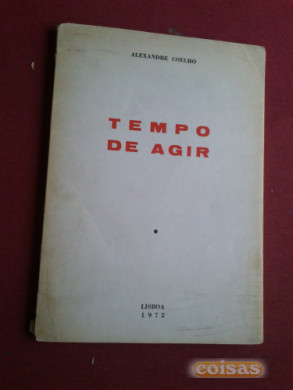 ALEXANDRE COELHO
TEMPO
DE AGIR
LISBOA
1972
coisas